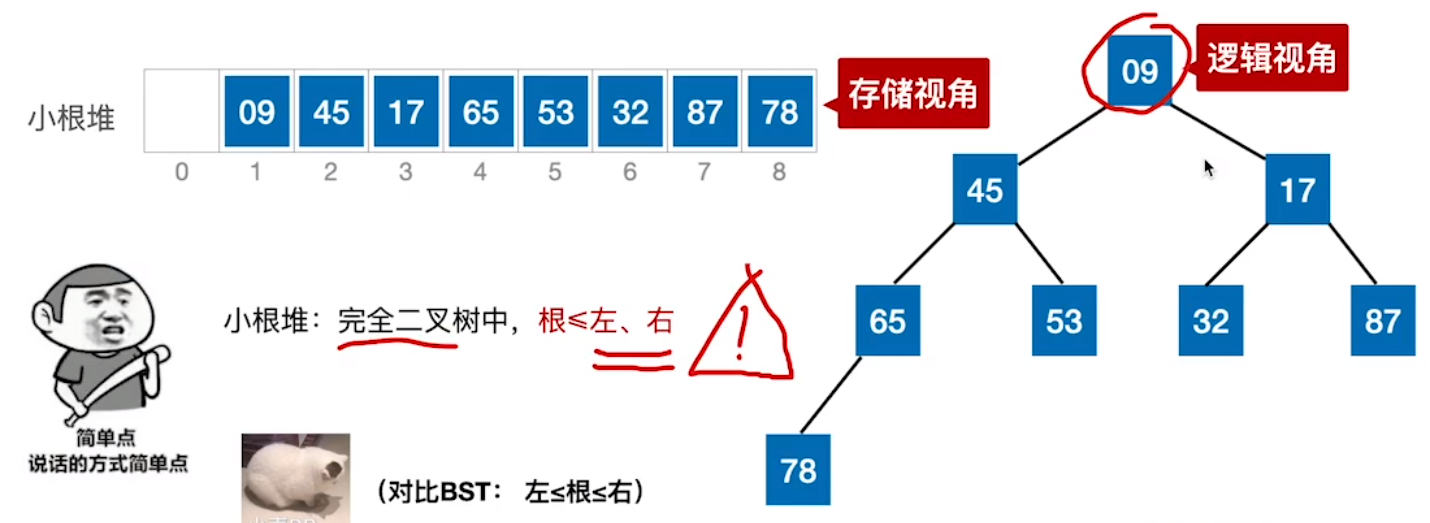 小根堆
09 45 17 65 53 32 87 78
0 1 2 3 4 5 6 7 8
存储视角
逻辑视角
09
45 17
65 53 32 87
78
小根堆：完全二叉树中，根≤左、右
!
简单点
说话的方式简单点
（对比BST： 左≤根≤右）